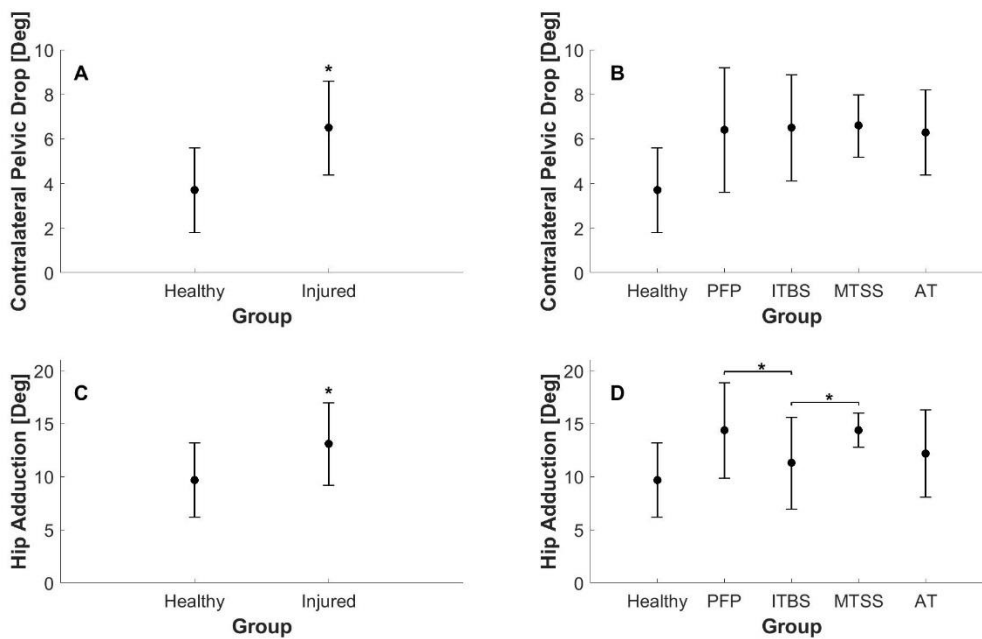 Contralateral Pelvic Drop [Deg]
10
8
6
4
2
0
A
*
Healthy
Injured
Group
Contralateral Pelvic Drop [Deg]
10
8
6
4
2
0
B
Healthy
PFP
ITBS
MTSS
AT
Group
Hip Adduction [Deg]
20
15
10
5
0
C
*
Healthy
Injured
Group
Hip Adduction [Deg]
20
15
10
5
0
D
*
*
Healthy
PFP
ITBS
MTSS
AT
Group